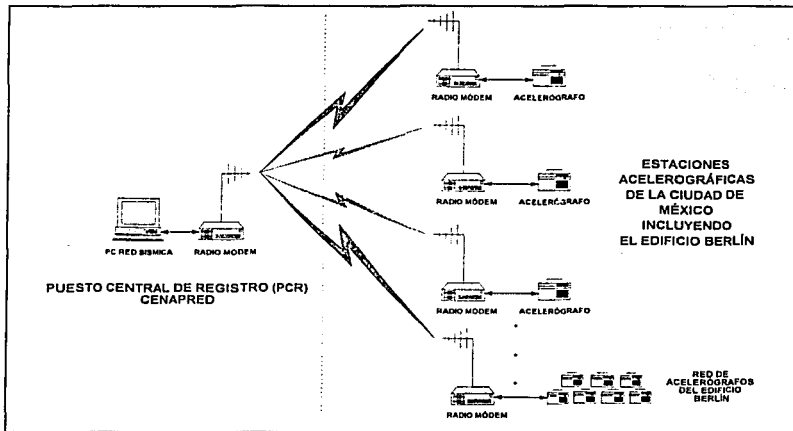 RADIO MÓDEM
ACELERÓGRAFO
RADIO MÓDEM
ACELERÓGRAFO
ESTACIONES
ACELEROGRÁFICAS
DE LA CIUDAD DE
MÉXICO
INCLUYENDO
EL EDIFICIO BERLÍN
PC RED SISMICA
RADIO MODEM
PUESTO CENTRAL DE REGISTRO (PCR)
CENAPRED
RADIO MÓDEM
ACELERÓGRAFO
RED DE
ACELERÓGRAFOS
DEL EDIFICIO
BERLÍN
RADIO MÓDEM